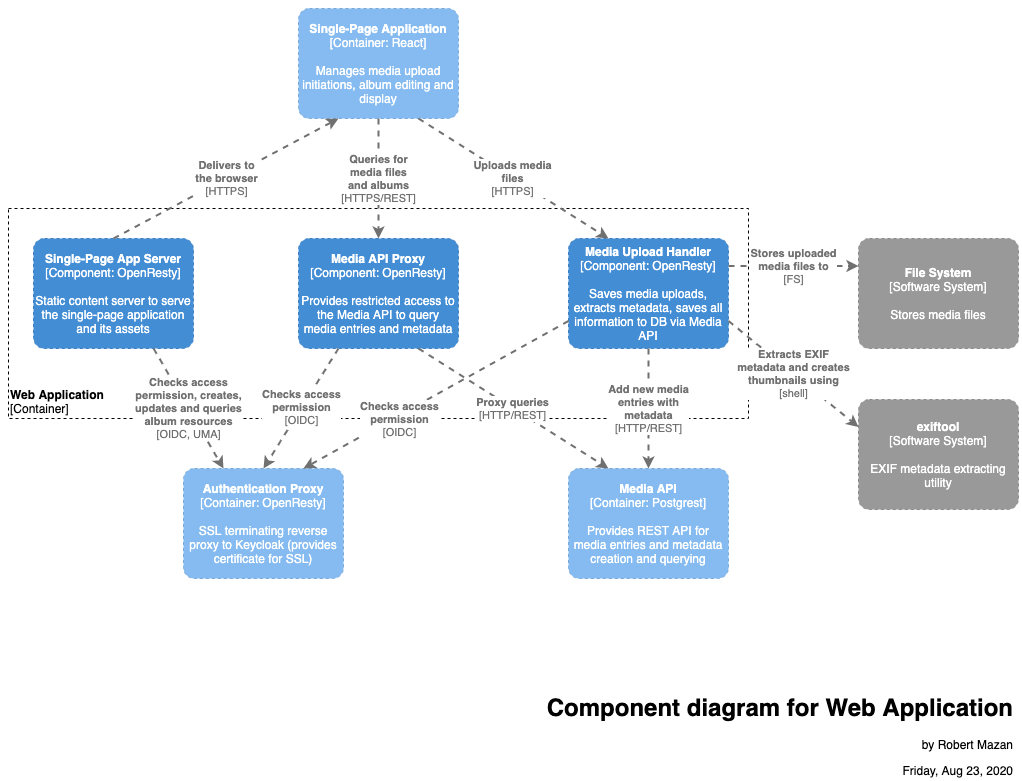 Single-Page Application
[Container: React]
Manages media upload
initiations, album editing and
display
Delivers to
the browser
[HTTPS]
Queries for
media files
and albums
[HTTPS/REST]
Uploads media
files
[HTTPS]
Single-Page App Server
[Component: OpenResty]
Static content server to serve
the single-page application
and its assets
Media API Proxy
[Component: OpenResty]
Provides restricted access to
the Media API to query
media entries and metadata
Media Upload Handler
[Component: OpenResty]
Saves media uploads,
extracts metadata, saves all
information to DB via Media
API
Stores uploaded
media files to
[FS]
File System
[Software System]
Stores media files
Web Application
[Container]
Checks access
permission, creates,
updates and queries
album resources
[OIDC, UMA]
Checks access
permission
[OIDC]
Checks access
permission
[OIDC]
Proxy queries
[HTTP/REST]
Add new media
entries with
metadata
[HTTP/REST]
Extracts EXIF
metadata and creates
thumbnails using
[shell]
exiftool
[Software System]
EXIF metadata extracting
utility
Authentication Proxy
[Container: OpenResty]
SSL terminating reverse
proxy to Keycloak (provides
certificate for SSL)
Media API
[Container: Postgrest]
Provides REST API for
media entries and metadata
creation and querying
Component diagram for Web Application
by Robert Mazan
Friday, Aug 23, 2020